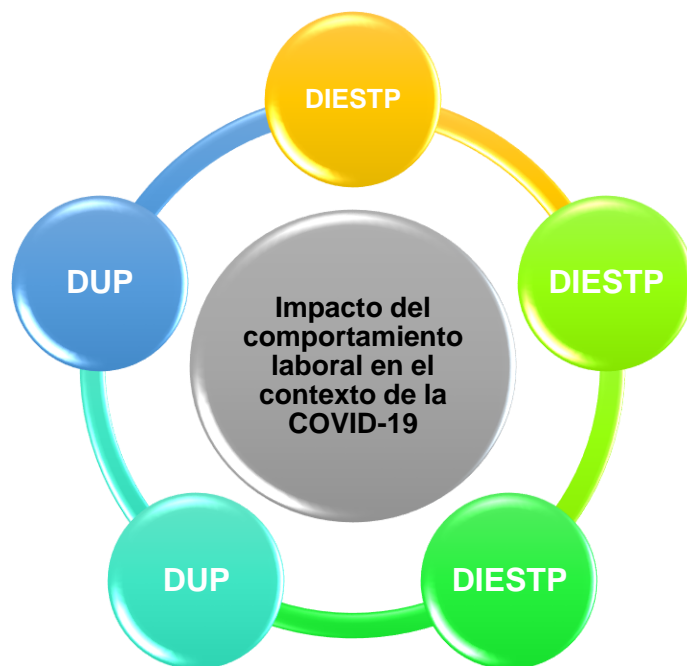 DIESTP
DUP
DIESTP
Impacto del
comportamiento
laboral en el
contexto de la
COVID-19
DUP
DIESTP